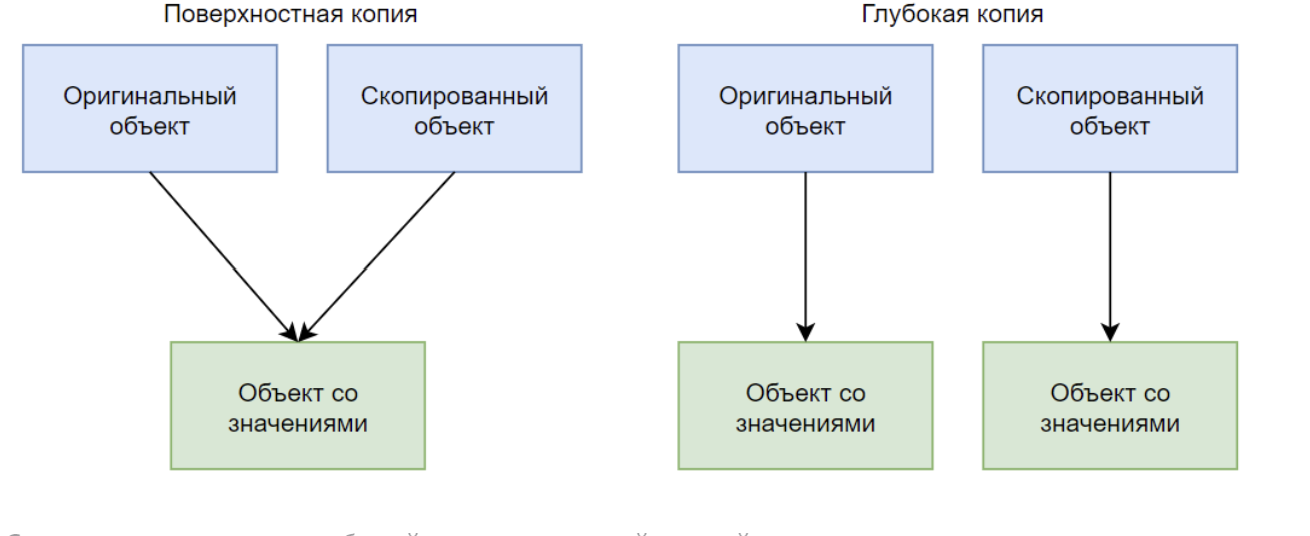 Поверхностная копия
Оригинальный
объект
Скопированный
объект
Объект со
значениями
Глубокая копия
Оригинальный
объект
Скопированный
объект
Объект со
значениями
Объект со
значениями